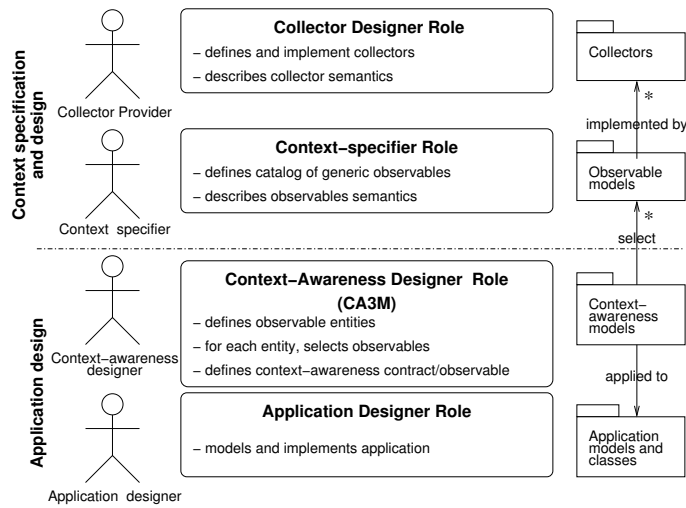 Context specification
and design
Collector Provider
Collector Designer Role
– defines and implement collectors
– describes collector semantics
Collectors
*
implemented by
Context specifier
Context–specifier Role
– defines catalog of generic observables
– describes observables semantics
Observable
models
*
select
Application design
Context–awareness
designer
Context–Awareness Designer Role
(CA3M)
– defines observable entities
– for each entity, selects observables
– defines context–awareness contract/observable
Context–
awareness
models
applied to
Application designer
Application Designer Role
– models and implements application
Application
models and
classes